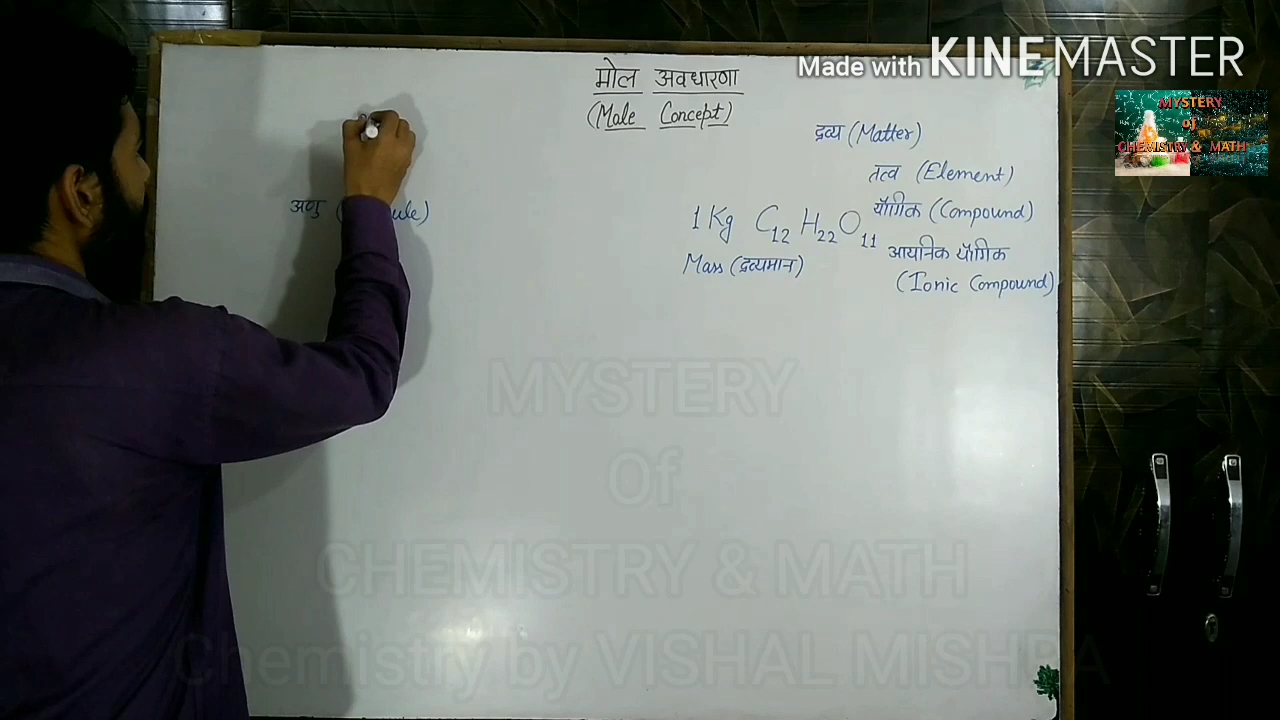 मोल अवधारणा
(Mole Concept)
Made with KINEMASTER
MYSTERY
of
CHEMISTRY & MATH
द्रव्य (Matter)
तत्व (Element)
यौगिक (Compound)
आयनिक यौगिक
(Ionic Compound)
1 Kg C12 H22 O11
Mass (द्रव्यमान)
अणु
MYSTERY
Of
CHEMISTRY & MATH
Chemistry by VISHAL MISHRA